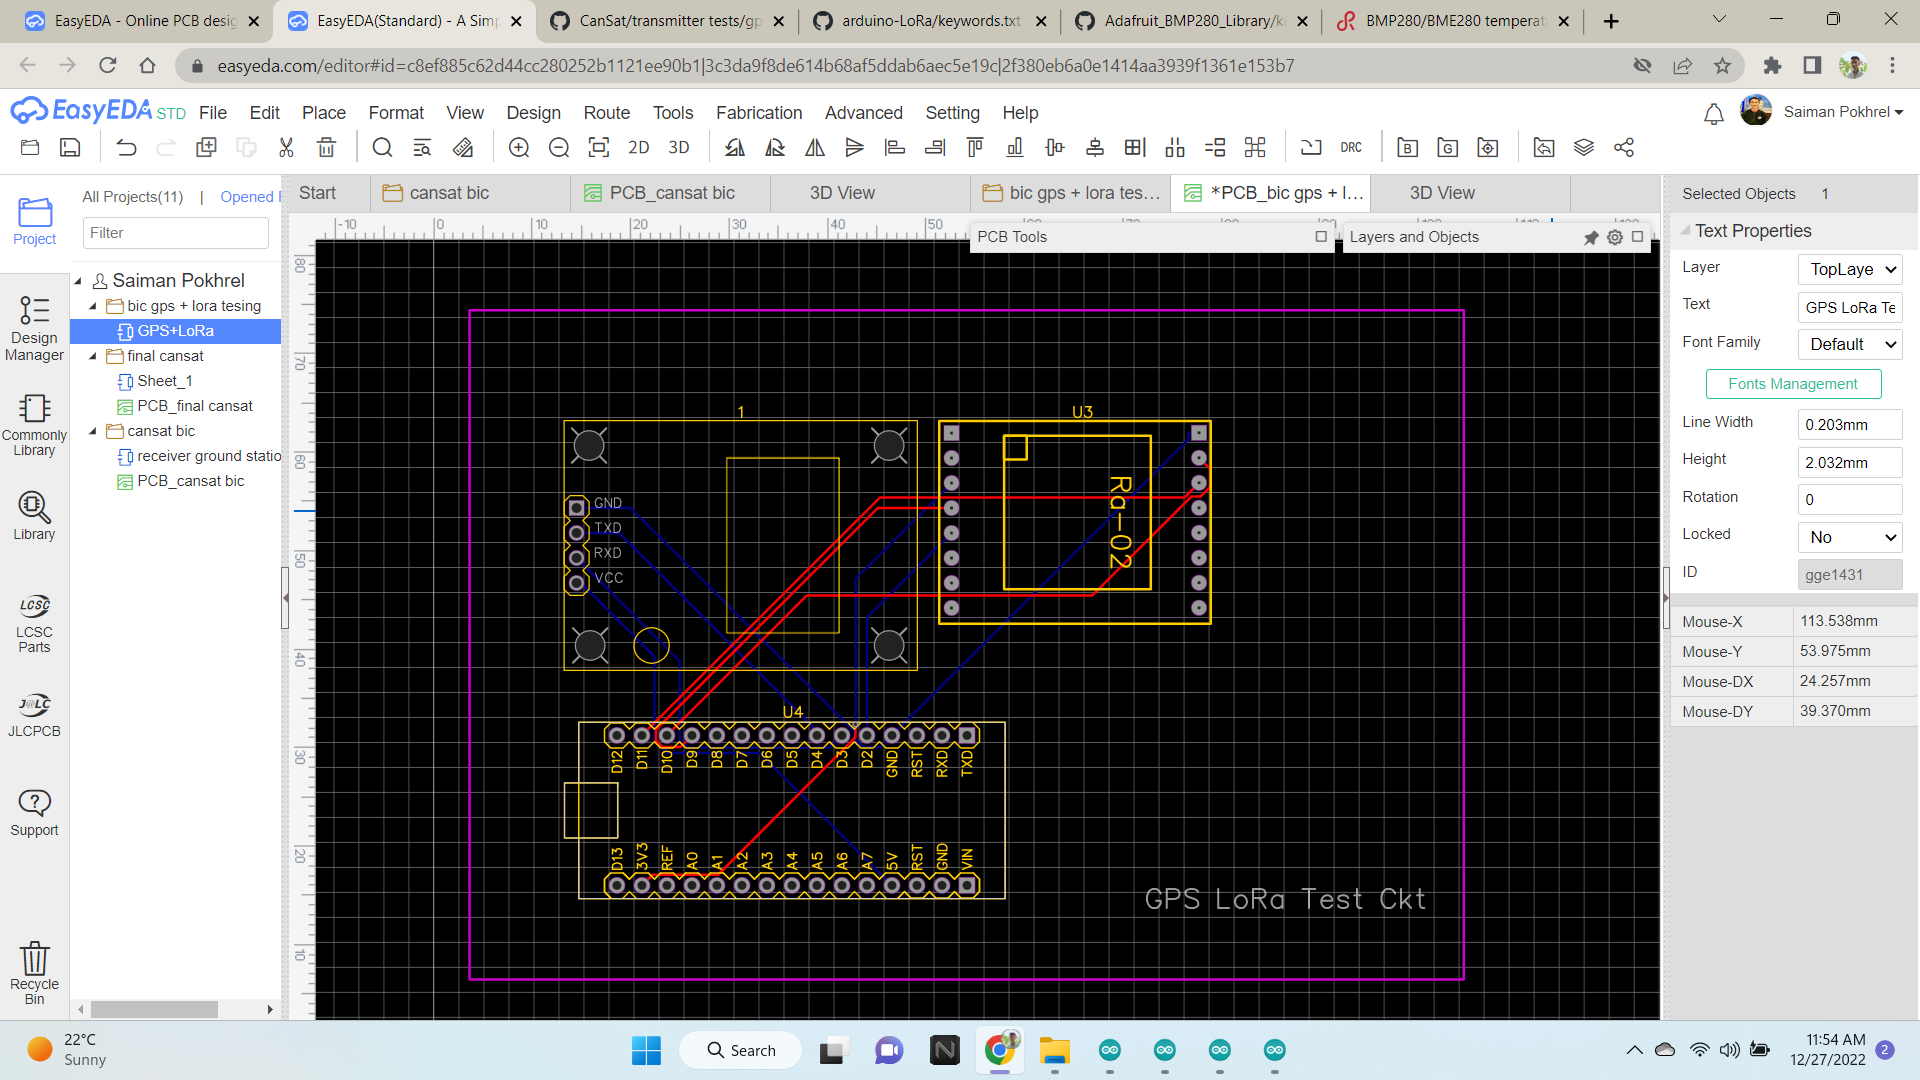 EasyEDA - Online PCB desig
EasyEDA(Standard) - A Simp
CanSat/transmitter tests/gp
arduino-LoRa/keywords.txt
Adafruit_BMP280_Library/k
BMP280/BME280 temperat
easyeda.com/editor#id=c8ef885c62d44cc280252b1121ee90b1|3c3da9f8de614b68af5ddab6aec5e19c|2f380eb6a0e1414aa3939f1361e153b7
EasyEDA STD
File Edit Place Format View Design Route Tools Fabrication Advanced Setting Help
Saiman Pokhrel
2D 3D DRC
B G
Project
Design Manager
Commonly Library
Library
LCSC
LCSC Parts
J@LC
JLCPCB
Support
Recycle Bin
All Projects(11) | Opened
Filter
Saiman Pokhrel
bic gps + lora tesing
GPS+LoRa
final cansat
Sheet_1
PCB_final cansat
cansat bic
receiver ground statio
PCB_cansat bic
Start
cansat bic
PCB_cansat bic
3D View
bic gps + lora tes...
*PCB_bic gps + l...
3D View
-10 0 10 20 30 40 50
80
70
60
50
40
30
20
10
PCB Tools
Layers and Objects
1
GND
TXD
RXD
VCC
U3
Ra-02
U4
D12 D11 D10 D9 D8 D7 D6 D5 D4 D3 D2 GND RST RXD TXD
D13 3V3 REF A0 A1 A2 A3 A4 A5 A6 A7 5V RST GND VIN
GPS LoRa Test Ckt
Selected Objects 1
Text Properties
Layer TopLaye
Text GPS LoRa Te
Font Family Default
Fonts Management
Line Width 0.203mm
Height 2.032mm
Rotation 0
Locked No
ID gge1431
Mouse-X 113.538mm
Mouse-Y 53.975mm
Mouse-DX 24.257mm
Mouse-DY 39.370mm
22°C
Sunny
Search
11:54 AM
12/27/2022
2